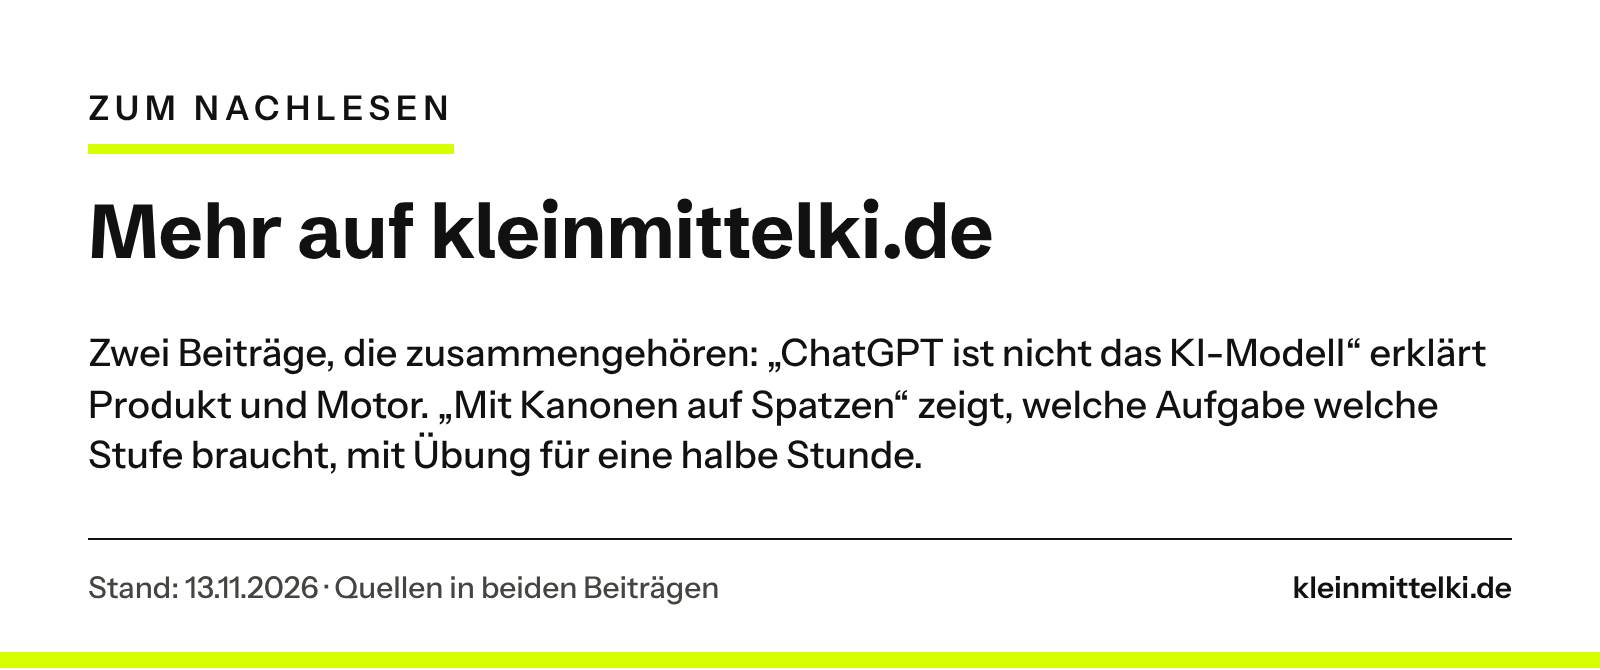 ZUM NACHLESEN
Mehr auf kleinmittelki.de
Zwei Beiträge, die zusammengehören: „ChatGPT ist nicht das KI-Modell“ erklärt
Produkt und Motor. „Mit Kanonen auf Spatzen“ zeigt, welche Aufgabe welche
Stufe braucht, mit Übung für eine halbe Stunde.
Stand: 13.11.2026 · Quellen in beiden Beiträgen
kleinmittelki.de